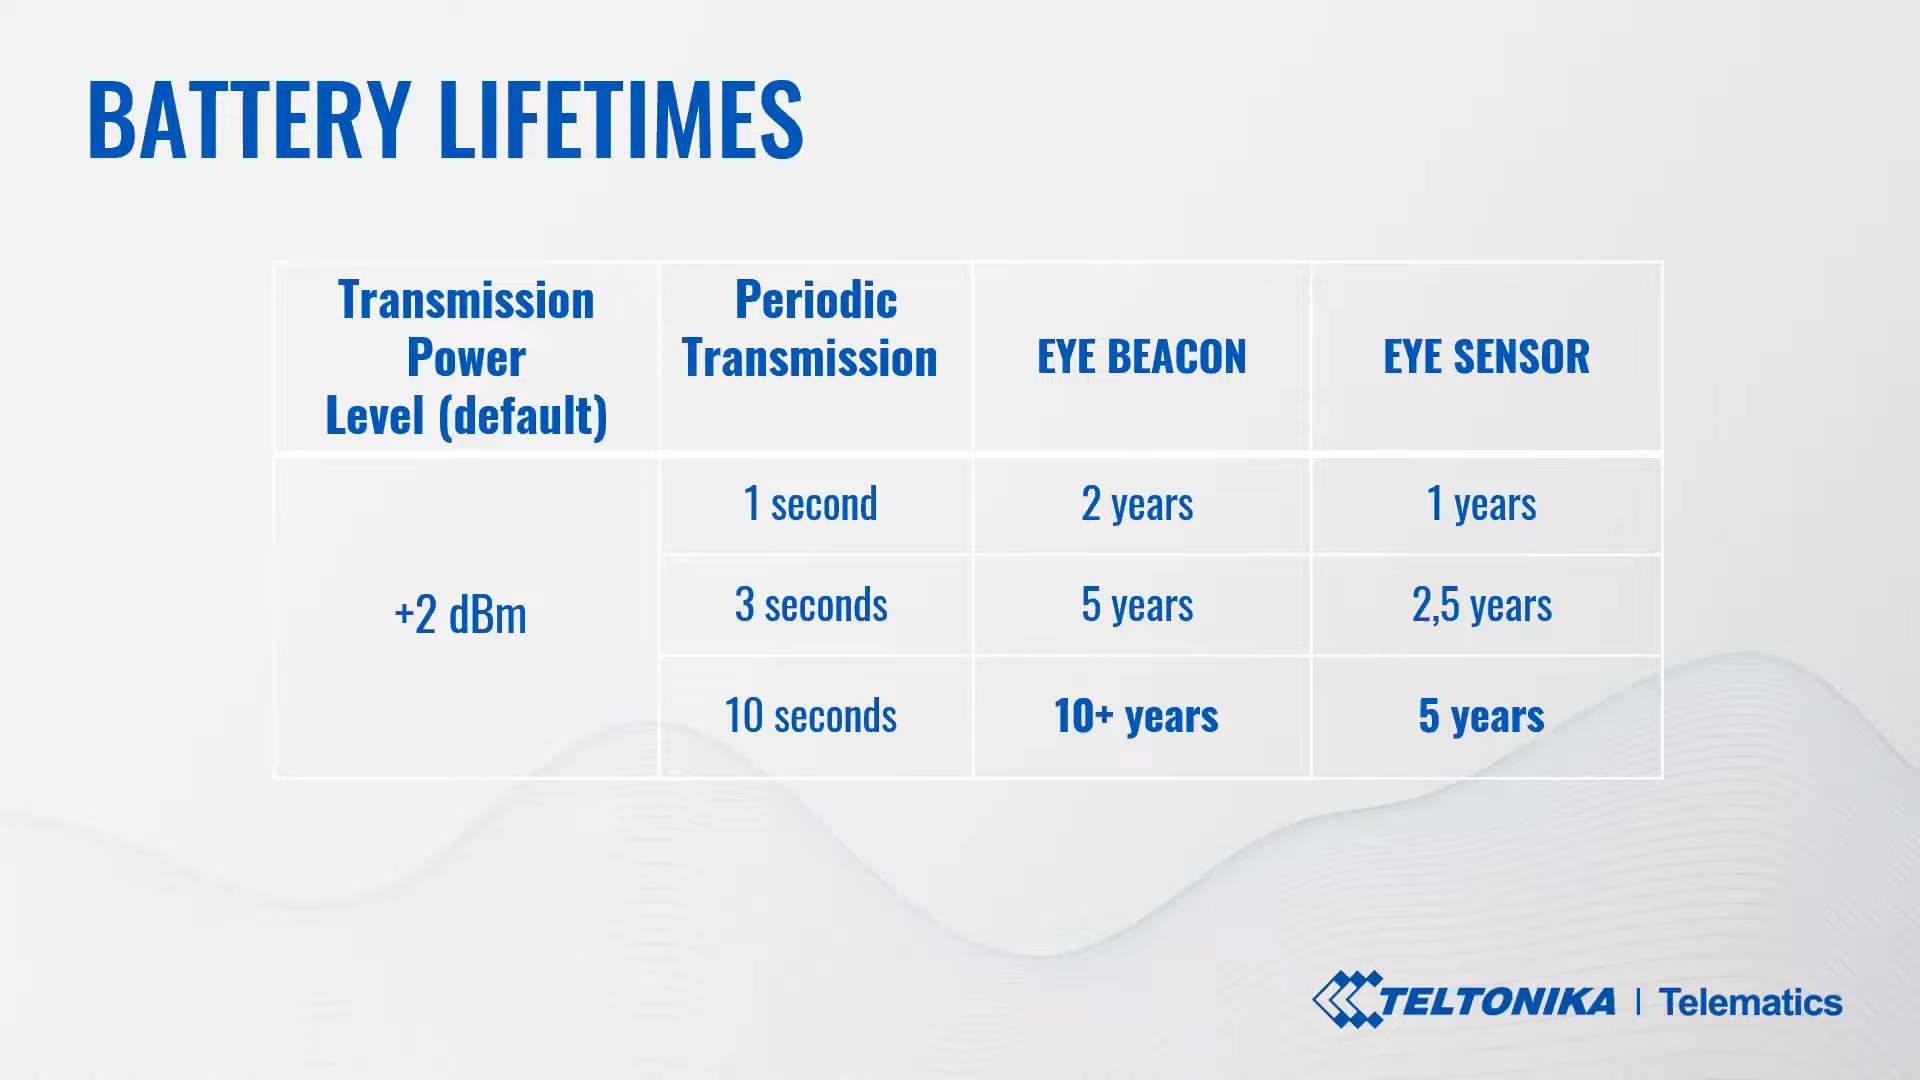 BATTERY LIFETIMES
Transmission
Power
Level (default)
Periodic
Transmission
EYE BEACON
EYE SENSOR
+2 dBm
1 second
2 years
1 years
3 seconds
5 years
2,5 years
10 seconds
10+ years
5 years
TELTONIKA | Telematics